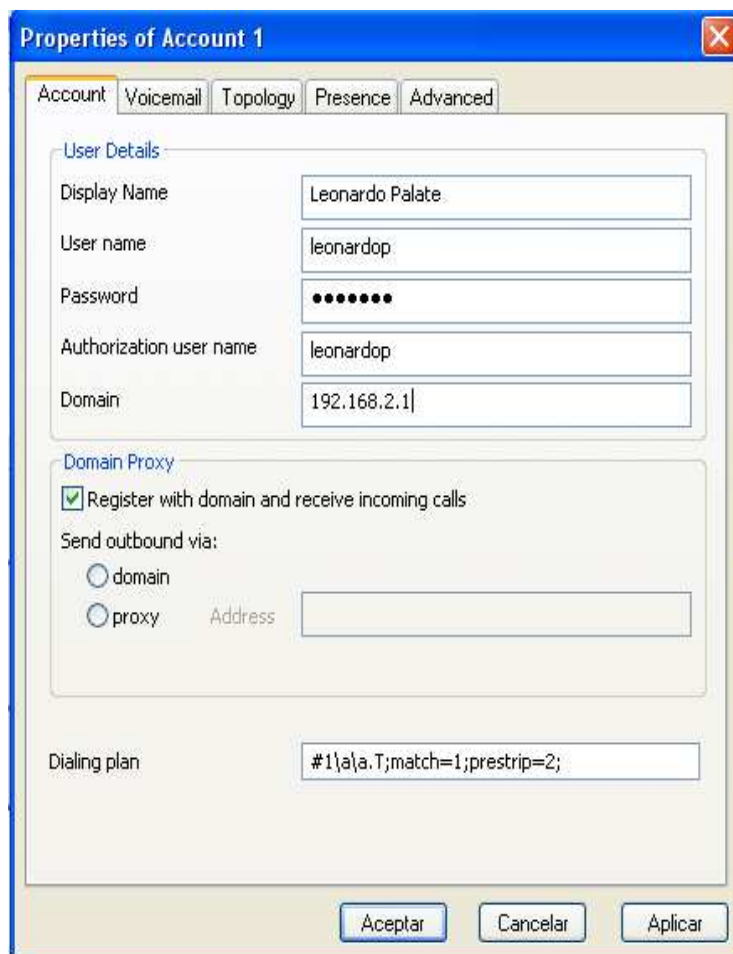 Properties of Account 1
Account Voicemail Topology Presence Advanced
User Details
Display Name Leonardo Palate
User name leonardop
Password •••••••
Authorization user name leonardop
Domain 192.168.2.1
Domain Proxy
Register with domain and receive incoming calls
Send outbound via:
domain
proxy Address
Dialing plan #1\a\a.T;match=1;prestrip=2;
Aceptar Cancelar Aplicar